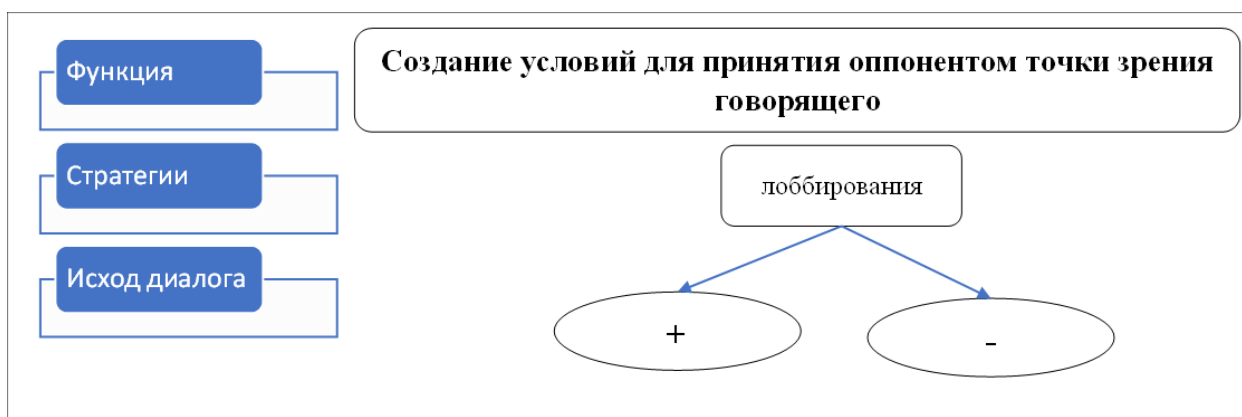 Функция
Создание условий для принятия оппонентом точки зрения
говорящего
Стратегии
лоббирования
Исход диалога
+
-